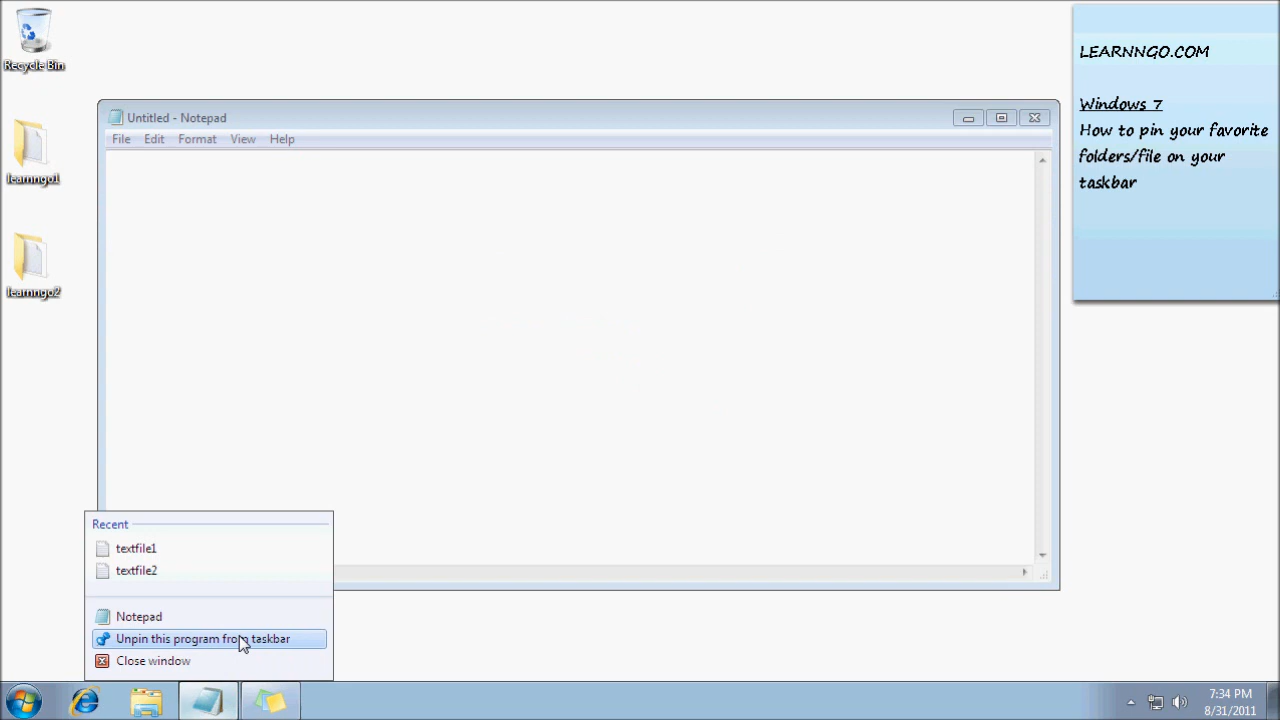 Recycle Bin
learnngo1
learnngo2
Untitled - Notepad
File Edit Format View Help
LEARNNGO.COM
Windows 7
How to pin your favorite
folders/file on your
taskbar
Recent
textfile1
textfile2
Notepad
Unpin this program from taskbar
Close window
7:34 PM
8/31/2011